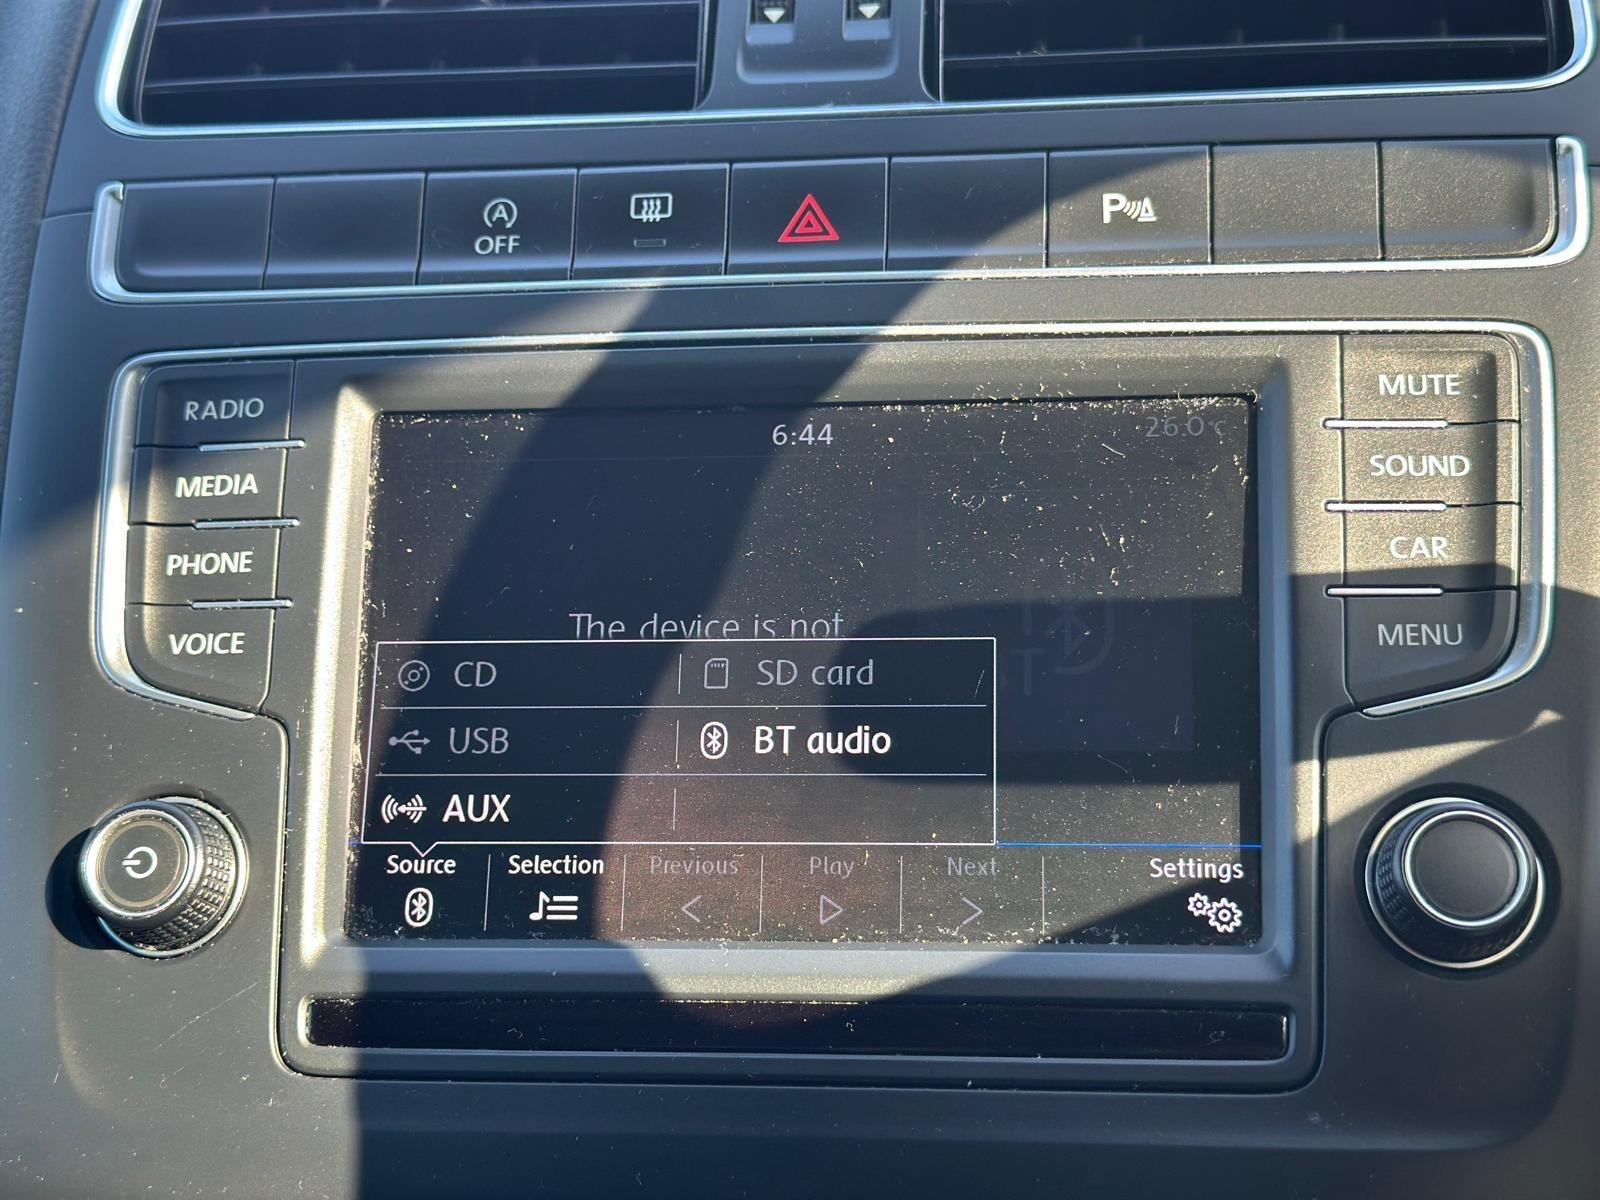 A
OFF
P
RADIO
MEDIA
PHONE
VOICE
MUTE
SOUND
CAR
MENU
6:44
26.0°C
The device is not
CD
SD card
USB
BT audio
AUX
Source
Selection
Previous
Play
Next
Settings